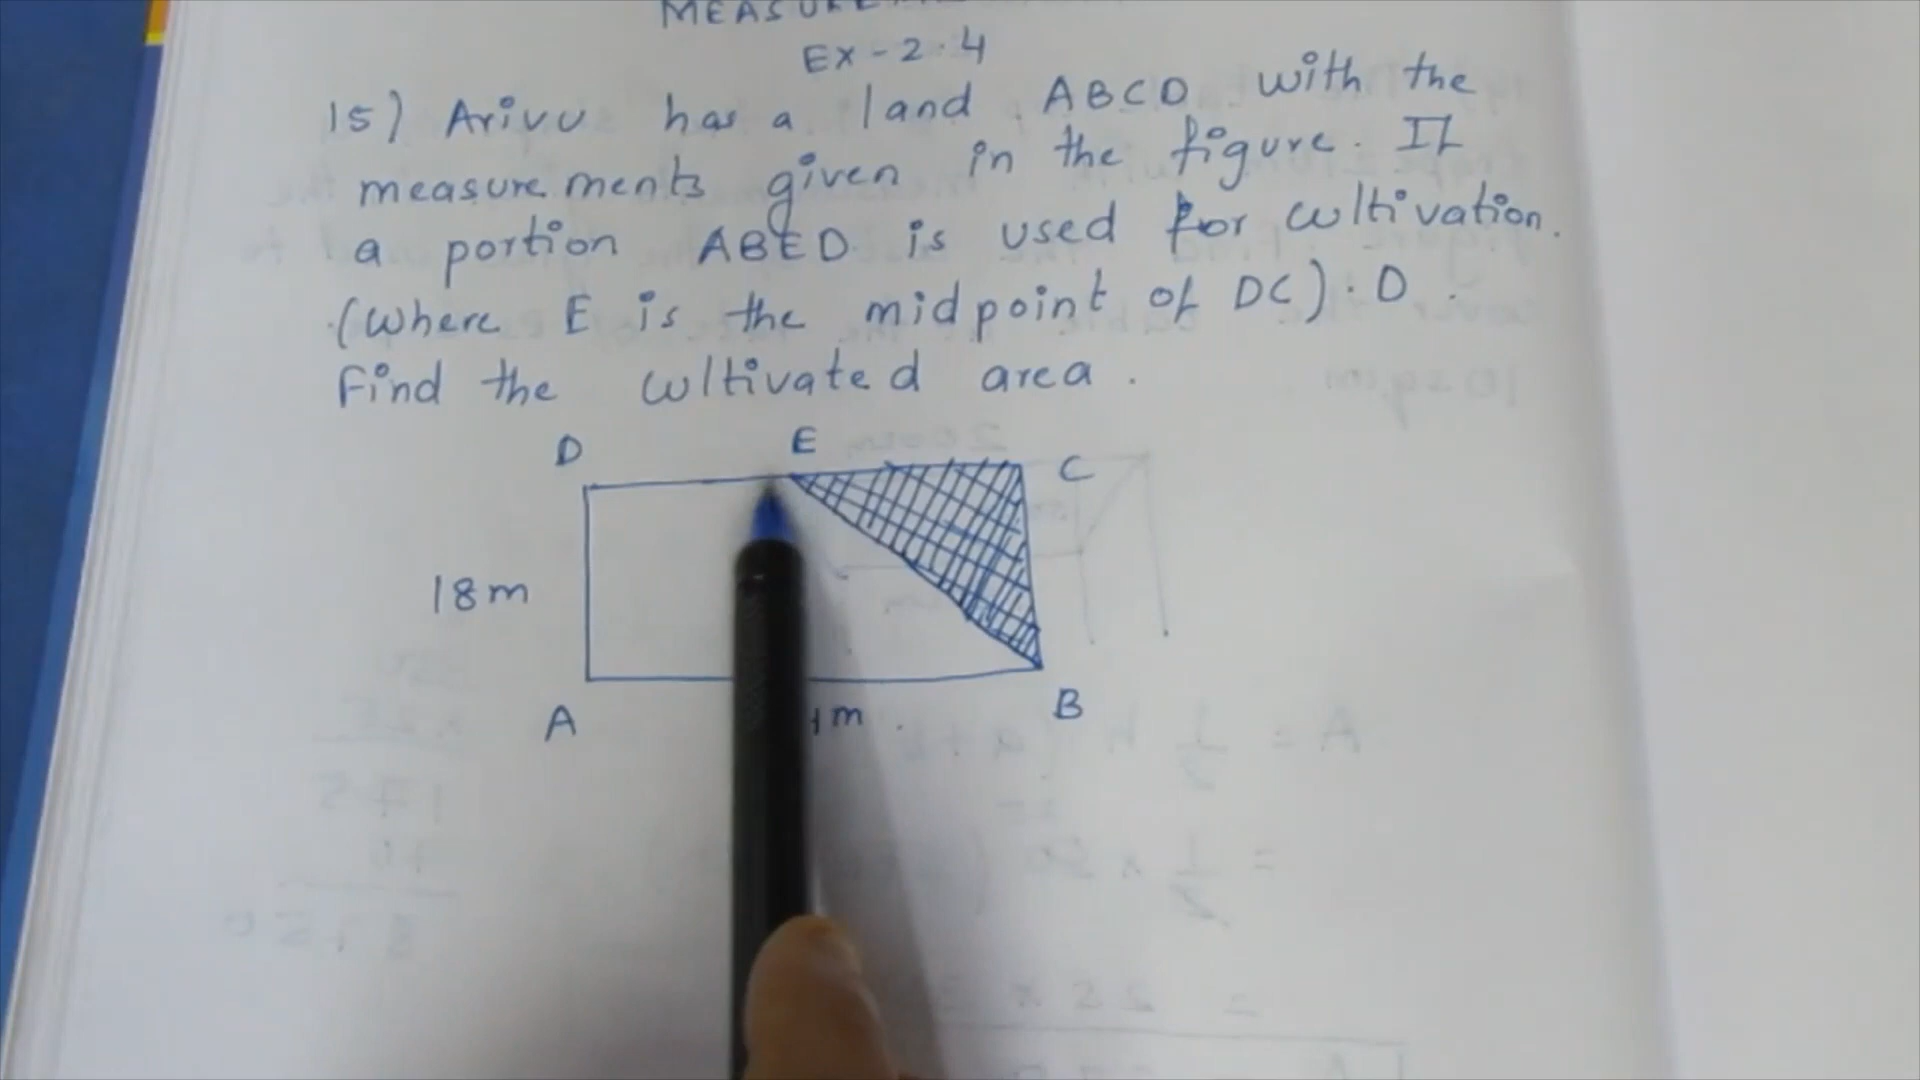 EX-2.4
15) Arivu has a land ABCD with the
measurements given in the figure. If
a portion ABED is used for cultivation.
(where E is the midpoint of DC). D
Find the cultivated area.
D E C
18m
A m B